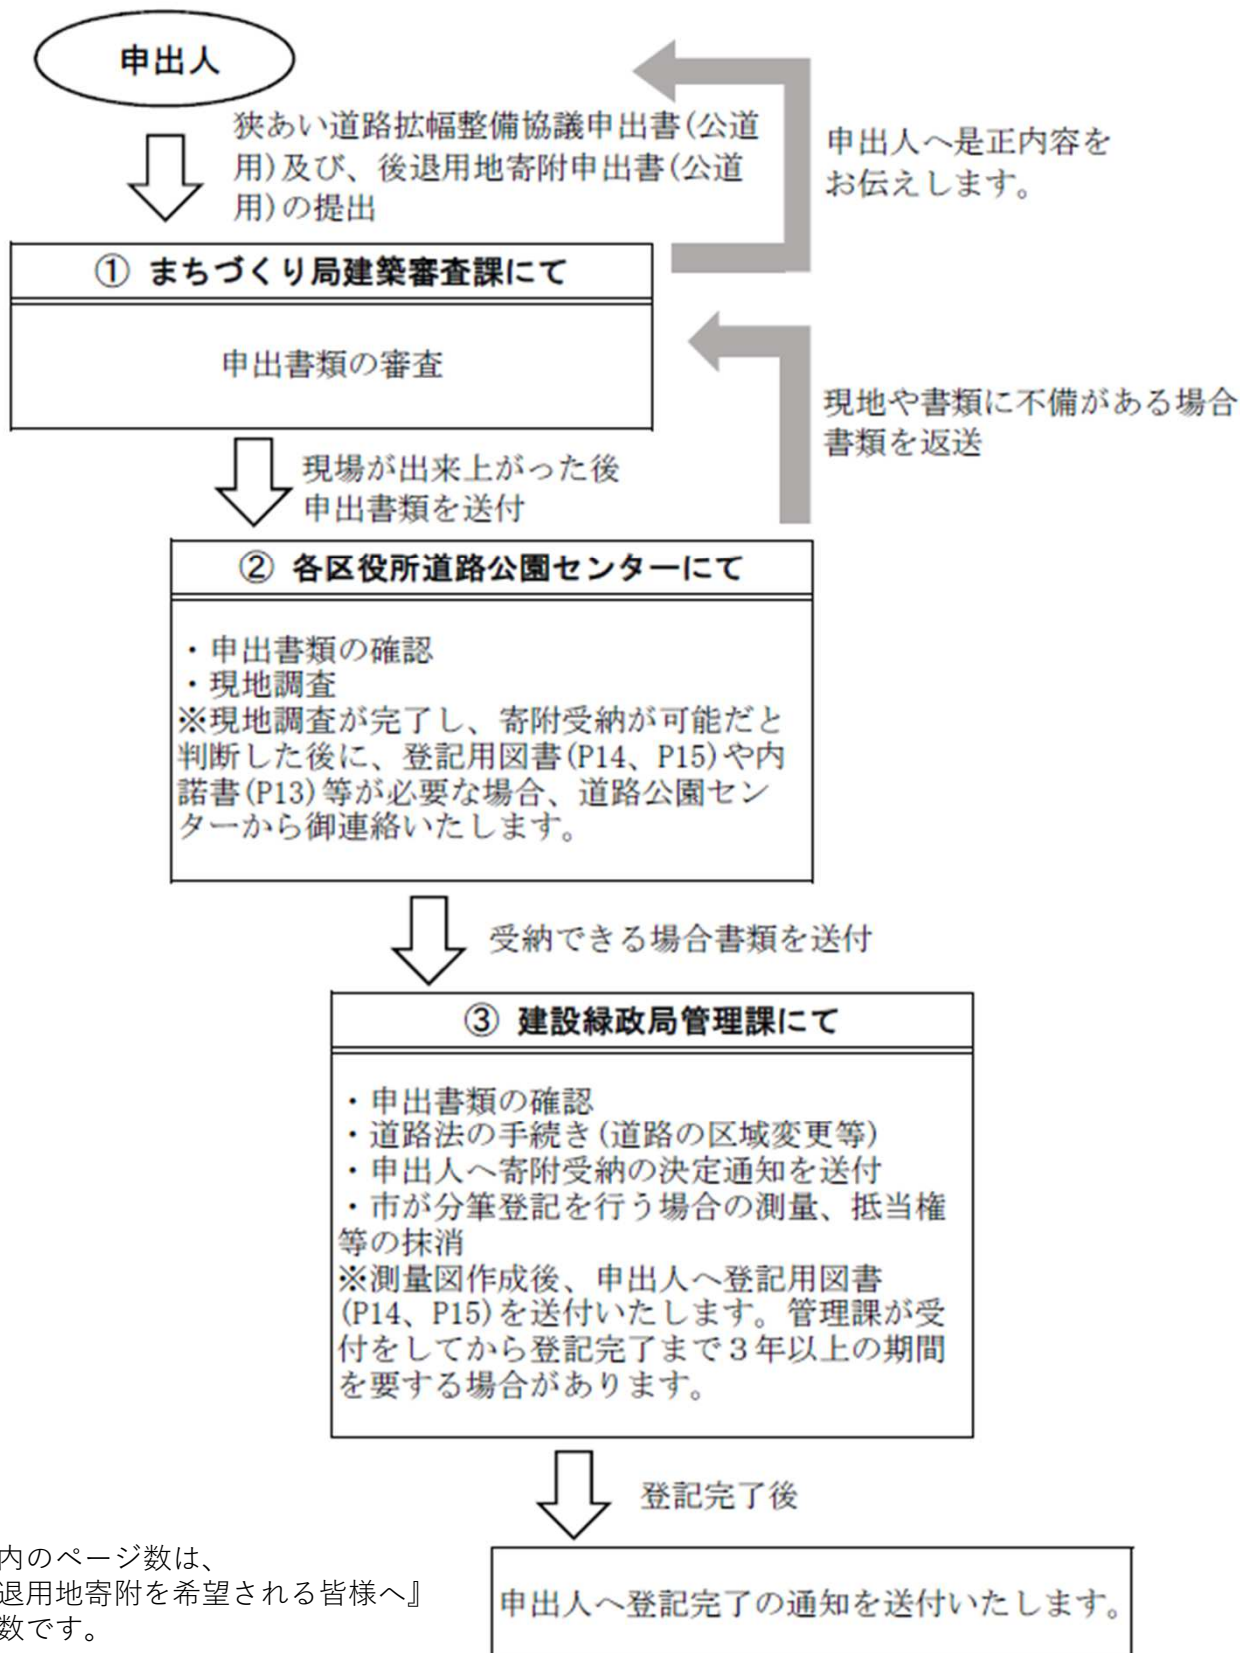 申出人
狭あい道路拡幅整備協議申出書(公道
用)及び、後退用地寄附申出書(公道
用)の提出
申出人へ是正内容を
お伝えします。
① まちづくり局建築審査課にて
申出書類の審査
現地や書類に不備がある場合
書類を返送
現場が出来上がった後
申出書類を送付
② 各区役所道路公園センターにて
・申出書類の確認
・現地調査
※現地調査が完了し、寄附受納が可能だと
判断した後に、登記用図書(P14、P15)や内
諾書(P13)等が必要な場合、道路公園セン
ターから御連絡いたします。
受納できる場合書類を送付
③ 建設緑政局管理課にて
・申出書類の確認
・道路法の手続き(道路の区域変更等)
・申出人へ寄附受納の決定通知を送付
・市が分筆登記を行う場合の測量、抵当権
等の抹消
※測量図作成後、申出人へ登記用図書
(P14、P15)を送付いたします。管理課が受
付をしてから登記完了まで３年以上の期間
を要する場合があります。
登記完了後
申出人へ登記完了の通知を送付いたします。
内のページ数は、
退用地寄附を希望される皆様へ』
数です。